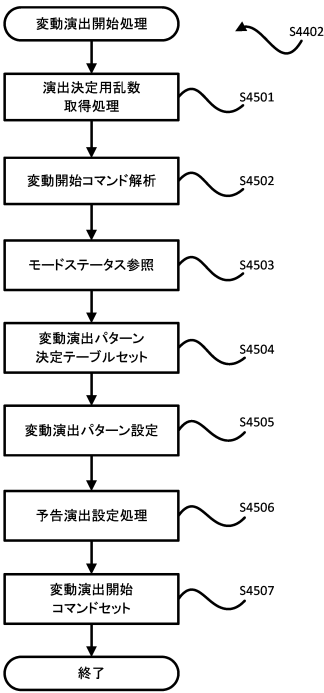 変動演出開始処理
S4402
演出決定用乱数
取得処理
S4501
変動開始コマンド解析
S4502
モードステータス参照
S4503
変動演出パターン
決定テーブルセット
S4504
変動演出パターン設定
S4505
予告演出設定処理
S4506
変動演出開始
コマンドセット
S4507
終了